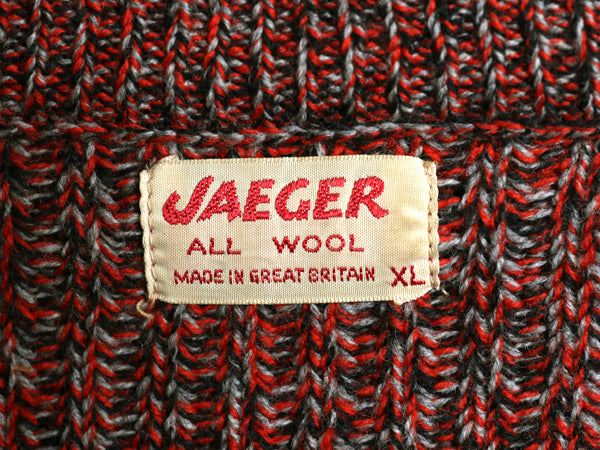 JAEGER
ALL WOOL
MADE IN GREAT BRITAIN XL